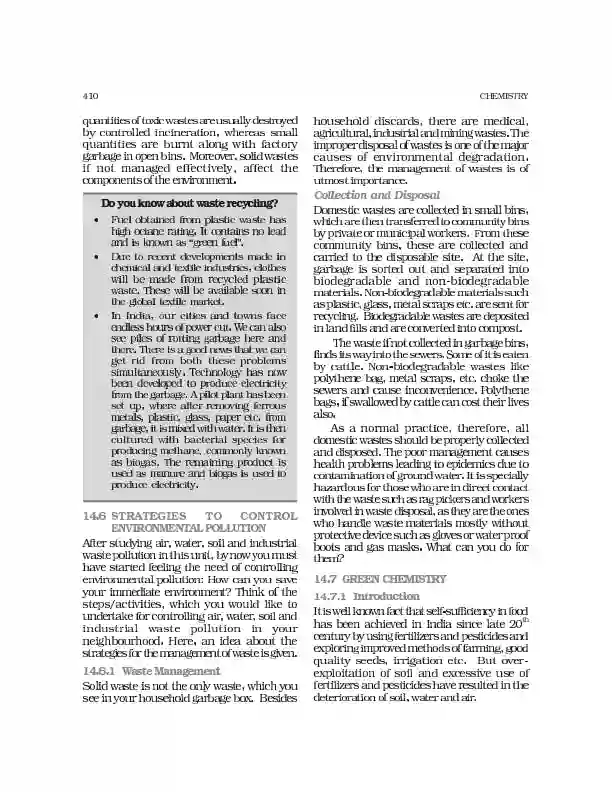 410
CHEMISTRY
quantities of toxic wastes are usually destroyed
by controlled incineration, whereas small
quantities are burnt along with factory
garbage in open bins. Moreover, solid wastes
if not managed effectively, affect the
components of the environment.
Do you know about waste recycling?
• Fuel obtained from plastic waste has
high octane rating. It contains no lead
and is known as “green fuel”.
• Due to recent developments made in
chemical and textile industries, clothes
will be made from recycled plastic
waste. These will be available soon in
the global textile market.
• In India, our cities and towns face
endless hours of power cut. We can also
see piles of rotting garbage here and
there. There is a good news that we can
get rid from both these problems
simultaneously. Technology has now
been developed to produce electricity
from the garbage. A pilot plant has been
set up, where after removing ferrous
metals, plastic, glass, paper etc. from
garbage, it is mixed with water. It is then
cultured with bacterial species for
producing methane, commonly known
as biogas. The remaining product is
used as manure and biogas is used to
produce electricity.
14.6 STRATEGIES TO CONTROL
ENVIRONMENTAL POLLUTION
After studying air, water, soil and industrial
waste pollution in this unit, by now you must
have started feeling the need of controlling
environmental pollution: How can you save
your immediate environment? Think of the
steps/activities, which you would like to
undertake for controlling air, water, soil and
industrial waste pollution in your
neighbourhood. Here, an idea about the
strategies for the management of waste is given.
14.6.1 Waste Management
Solid waste is not the only waste, which you
see in your household garbage box. Besides
household discards, there are medical,
agricultural, industrial and mining wastes. The
improper disposal of wastes is one of the major
causes of environmental degradation.
Therefore, the management of wastes is of
utmost importance.
Collection and Disposal
Domestic wastes are collected in small bins,
which are then transferred to community bins
by private or municipal workers. From these
community bins, these are collected and
carried to the disposable site. At the site,
garbage is sorted out and separated into
biodegradable and non-biodegradable
materials. Non-biodegradable materials such
as plastic, glass, metal scraps etc. are sent for
recycling. Biodegradable wastes are deposited
in land fills and are converted into compost.
The waste if not collected in garbage bins,
finds its way into the sewers. Some of it is eaten
by cattle. Non-biodegradable wastes like
polythene bag, metal scraps, etc. choke the
sewers and cause inconvenience. Polythene
bags, if swallowed by cattle can cost their lives
also.
As a normal practice, therefore, all
domestic wastes should be properly collected
and disposed. The poor management causes
health problems leading to epidemics due to
contamination of ground water. It is specially
hazardous for those who are in direct contact
with the waste such as rag pickers and workers
involved in waste disposal, as they are the ones
who handle waste materials mostly without
protective device such as gloves or water proof
boots and gas masks. What can you do for
them?
14.7 GREEN CHEMISTRY
14.7.1 Introduction
It is well known fact that self-sufficiency in food
has been achieved in India since late 20th
century by using fertilizers and pesticides and
exploring improved methods of farming, good
quality seeds, irrigation etc. But over-
exploitation of soil and excessive use of
fertilizers and pesticides have resulted in the
deterioration of soil, water and air.